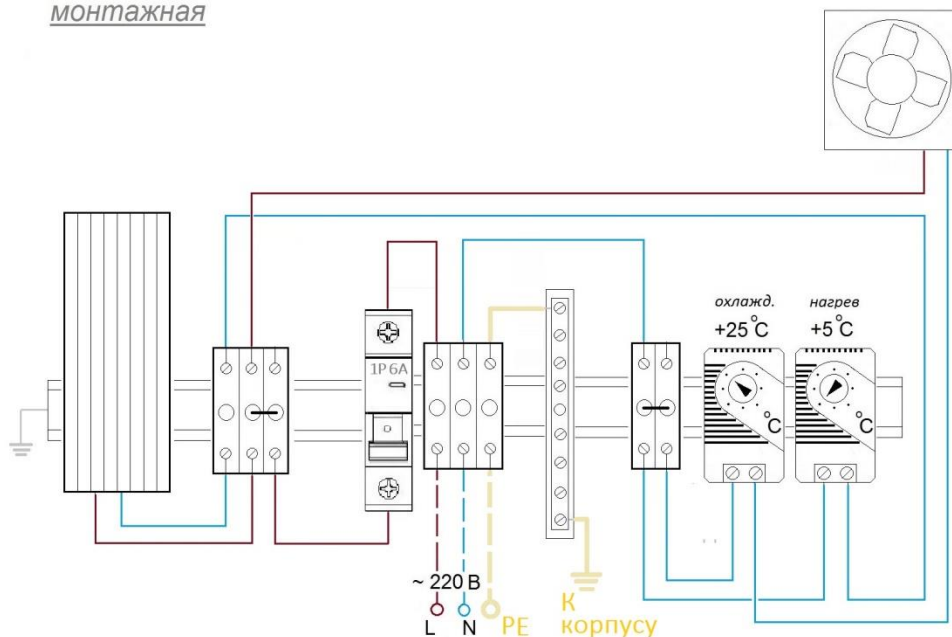 монтажная
охлажд. нагрев
+25°C +5°C
1P 6A
°C °C
~ 220 В
L N PE К корпусу